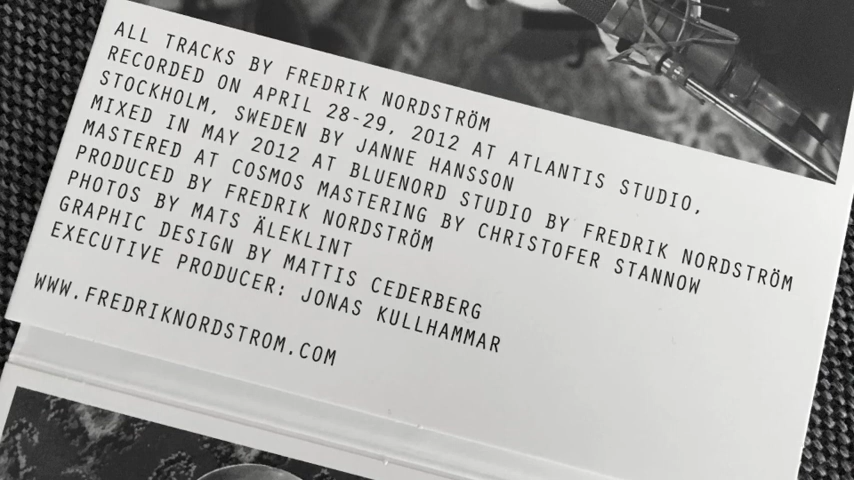 ALL TRACKS BY FREDRIK NORDSTRÖM
RECORDED ON APRIL 28-29, 2012 AT ATLANTIS STUDIO,
STOCKHOLM, SWEDEN BY JANNE HANSSON
MIXED IN MAY 2012 AT BLUENORD STUDIO BY FREDRIK NORDSTRÖM
MASTERED AT COSMOS MASTERING BY CHRISTOFER STANNOW
PRODUCED BY FREDRIK NORDSTRÖM
PHOTOS BY MATS ÄLEKLINT
GRAPHIC DESIGN BY MATTIS CEDERBERG
EXECUTIVE PRODUCER: JONAS KULLHAMMAR
WWW.FREDRIKNORDSTROM.COM